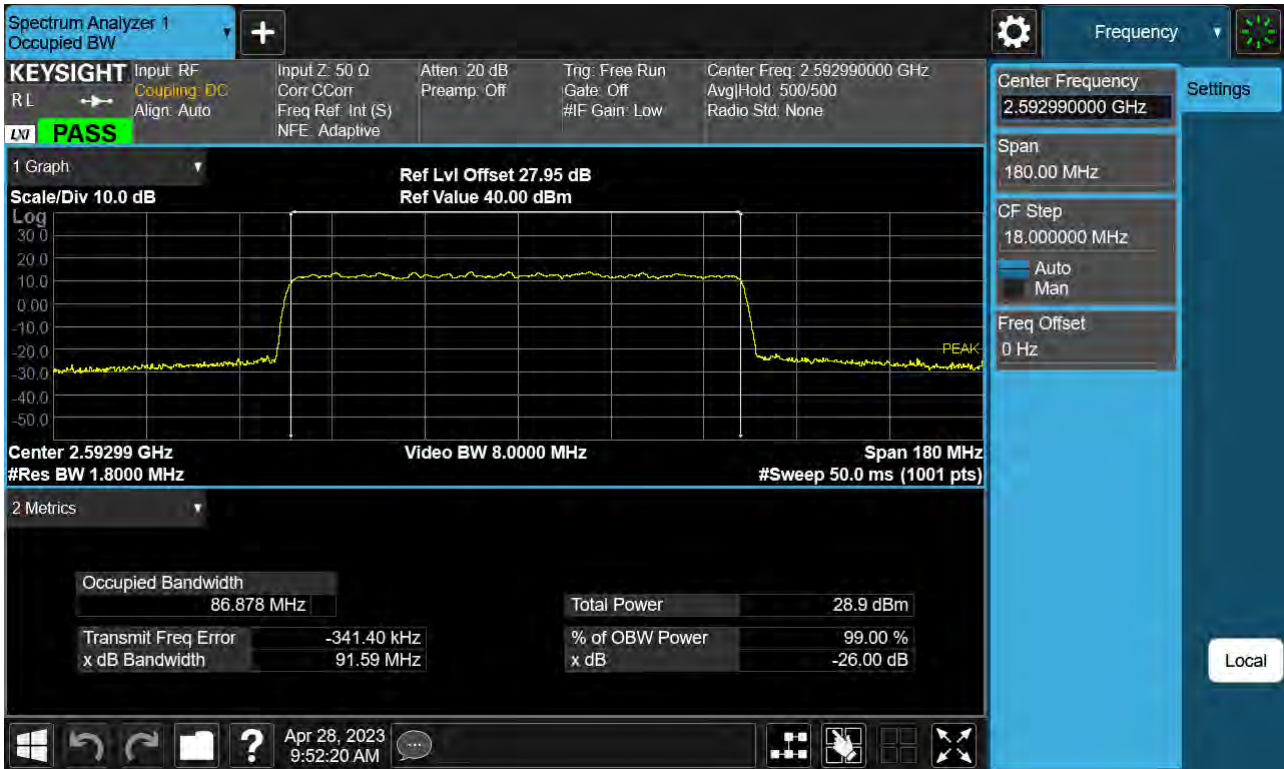 Spectrum Analyzer 1
Occupied BW
+
Frequency
KEYSIGHT
R L
LXI
PASS
Input: RF
Coupling: DC
Align: Auto
Input Z: 50 Ω
Corr CCorr
Freq Ref: Int (S)
NFE: Adaptive
Atten: 20 dB
Preamp: Off
Trig: Free Run
Gate: Off
#IF Gain: Low
Center Freq: 2.592990000 GHz
Avg|Hold: 500/500
Radio Std: None
Center Frequency
2.592990000 GHz
Settings
Span
180.00 MHz
CF Step
18.000000 MHz
Auto
Man
Freq Offset
0 Hz
Local
1 Graph
Scale/Div 10.0 dB
Ref Lvl Offset 27.95 dB
Ref Value 40.00 dBm
Log
30.0
20.0
10.0
0.00
-10.0
-20.0
-30.0
-40.0
-50.0
PEAK
Center 2.59299 GHz
Video BW 8.0000 MHz
Span 180 MHz
#Res BW 1.8000 MHz
#Sweep 50.0 ms (1001 pts)
2 Metrics
Occupied Bandwidth
86.878 MHz
Total Power 28.9 dBm
Transmit Freq Error -341.40 kHz
% of OBW Power 99.00 %
x dB Bandwidth 91.59 MHz
x dB -26.00 dB
?
Apr 28, 2023
9:52:20 AM